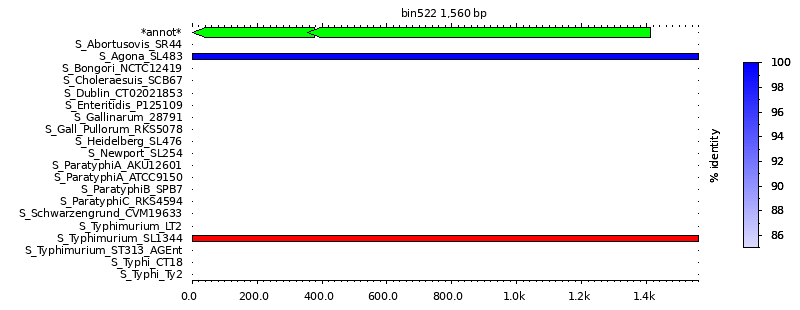 bin522 1,560 bp
*annot*
S_Abortusovis_SR44
S_Agona_SL483
S_Bongori_NCTC12419
S_Choleraesuis_SCB67
S_Dublin_CT02021853
S_Enteritidis_P125109
S_Gallinarum_28791
S_Gall_Pullorum_RKS5078
S_Heidelberg_SL476
S_Newport_SL254
S_ParatyphiA_AKU12601
S_ParatyphiA_ATCC9150
S_ParatyphiB_SPB7
S_ParatyphiC_RKS4594
S_Schwarzengrund_CVM19633
S_Typhimurium_LT2
S_Typhimurium_SL1344
S_Typhimurium_ST313_AGEnt
S_Typhi_CT18
S_Typhi_Ty2
0.0 200.0 400.0 600.0 800.0 1.0k 1.2k 1.4k
% identity
100
98
96
94
92
90
88
86